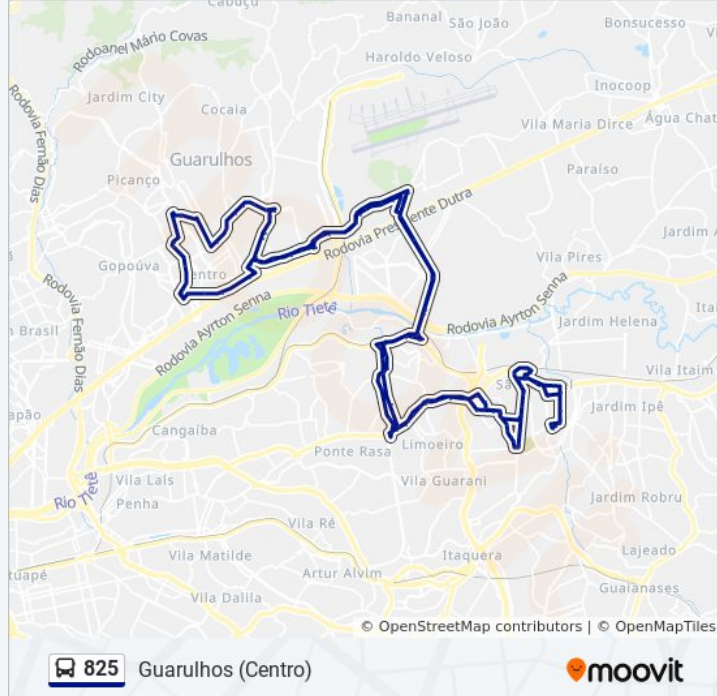 Cabuçu
Bananal
São João
Bonsucesso
Rodoanel Mário Covas
Haroldo Veloso
Jardim City
Inocoop
Cocaia
Vila Maria Dirce
Água Chat
Rodovia Fernão Dias
Guarulhos
Picanço
Paraíso
Rodovia Presidente Dutra
Jardim A
Gopoúva
Centro
Vila Pires
Rodovia Ayrton Senna
Rio Tietê
Rodovia Ayrton Senna
Rodovia Fernão Dias
n Brasil
Jardim Helena
Ita
Vila Itaim
apão
Jardim Ipê
Cangaíba
Ponte Rasa
Limoeiro
Vila Guarani
Rio Tietê
Vila Laís
Penha
Jardim Robru
Vila Ré
Vila Matilde
Itaquera
Lajeado
tuapé
Artur Alvim
Guaianases
Vila Dalila
© OpenStreetMap contributors | © OpenMapTiles
825 Guarulhos (Centro)
moovit